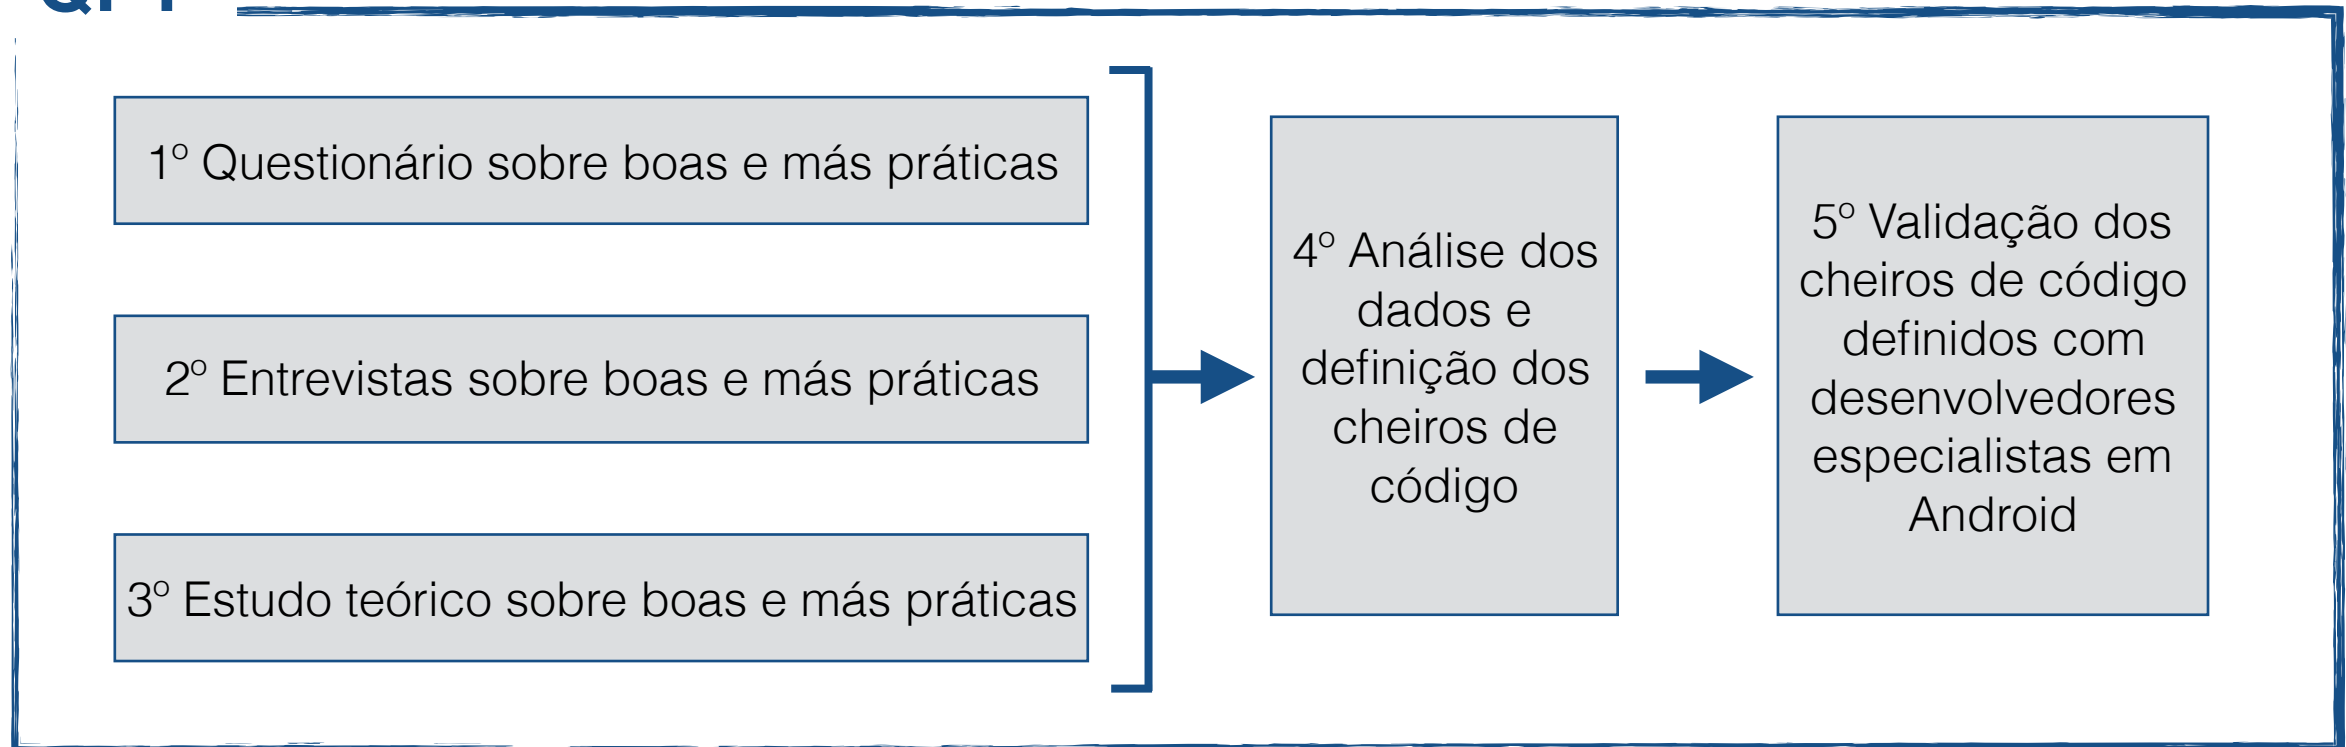 1º Questionário sobre boas e más práticas
2º Entrevistas sobre boas e más práticas
3º Estudo teórico sobre boas e más práticas
4º Análise dos
dados e
definição dos
cheiros de
código
5º Validação dos
cheiros de código
definidos com
desenvolvedores
especialistas em
Android